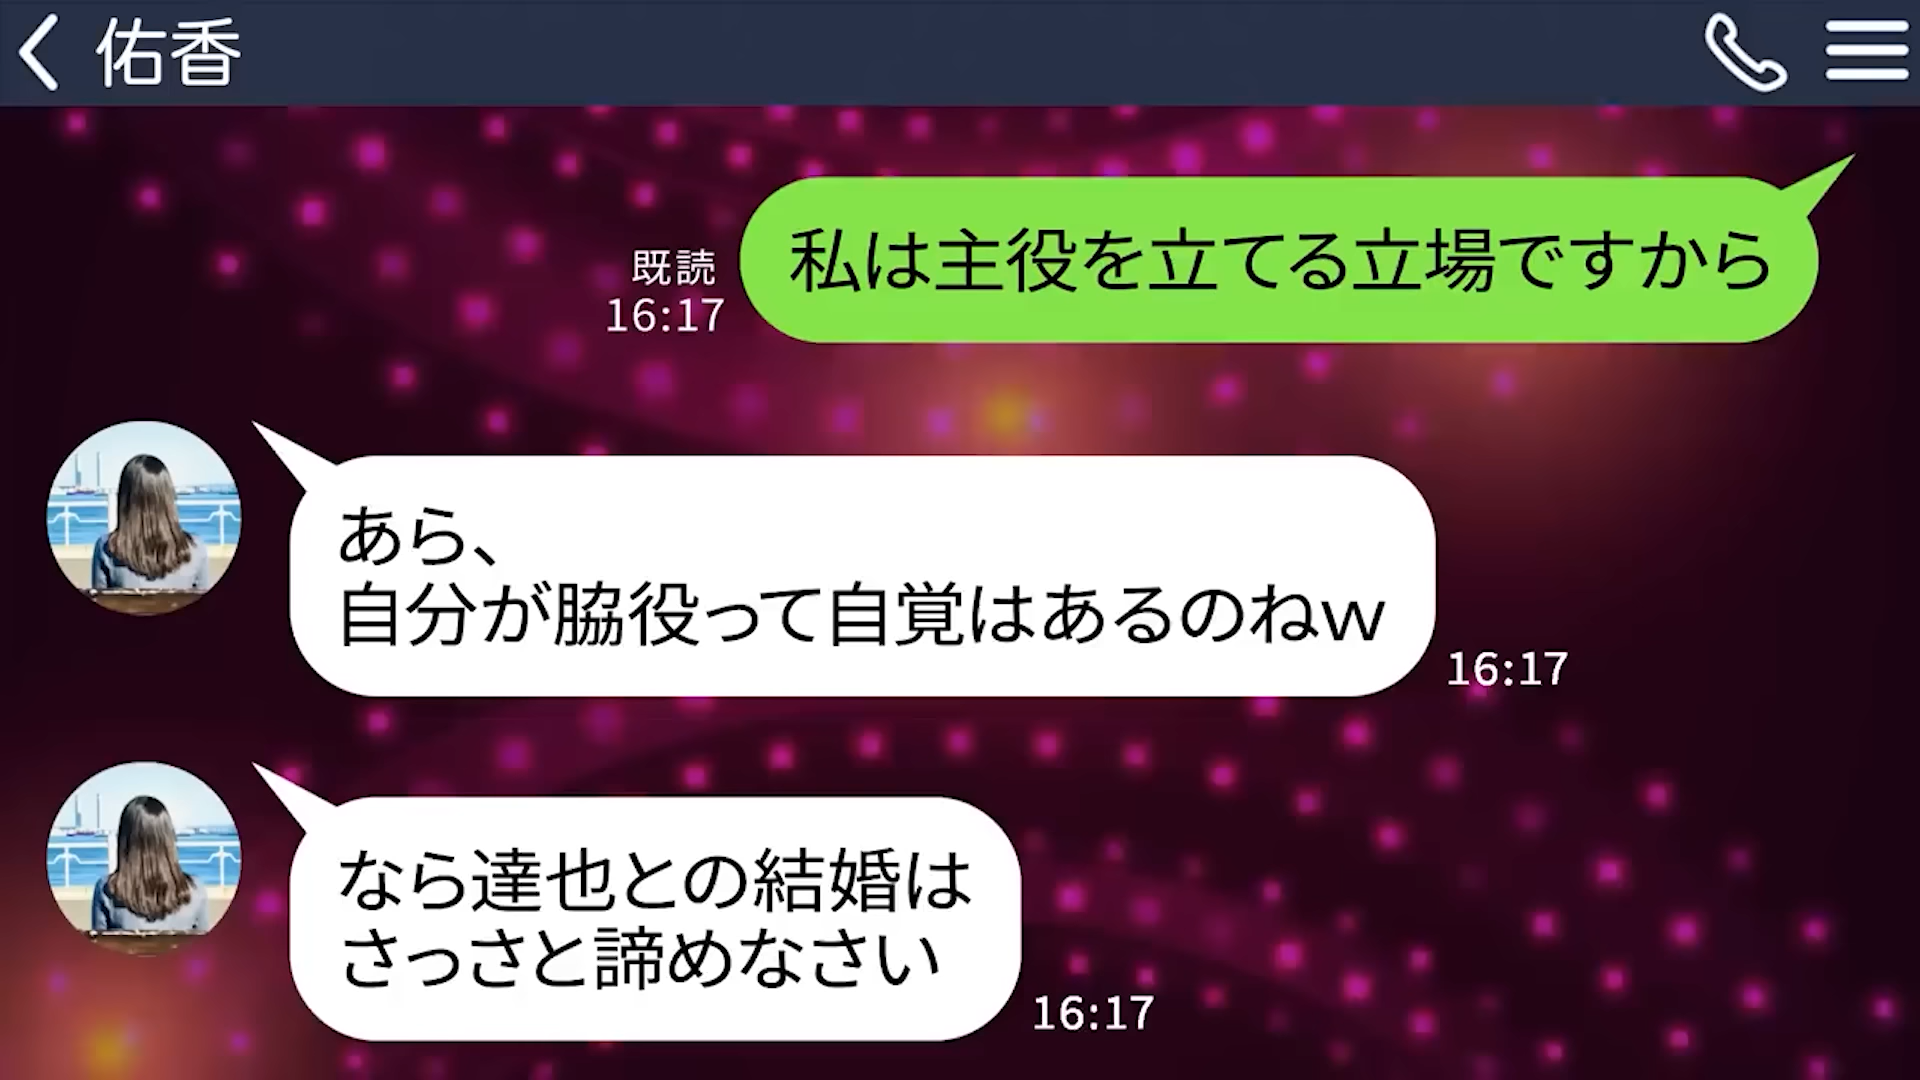 佑香
私は主役を立てる立場ですから
既読
16:17
あら、
自分が脇役って自覚はあるのねw
16:17
なら達也との結婚は
さっさと諦めなさい
16:17